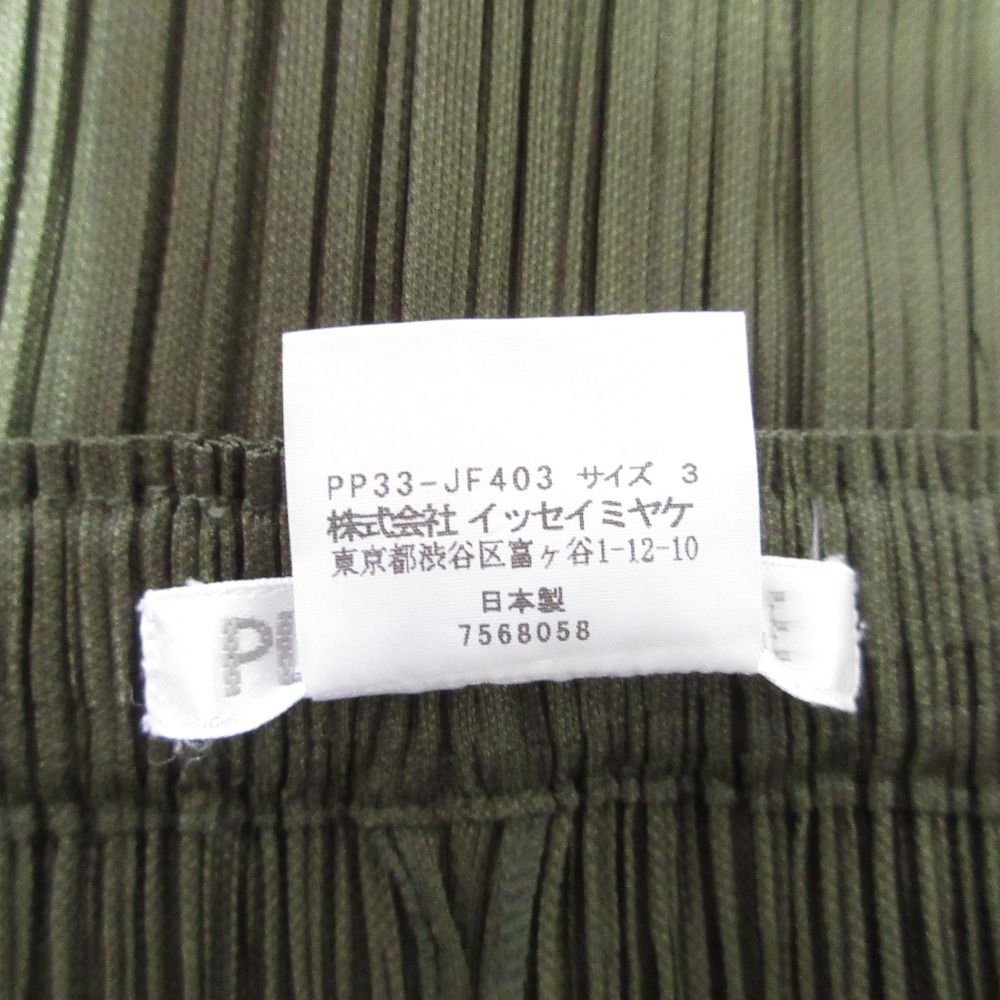 PP33-JF403 サイズ 3
株式会社 イッセイミヤケ
東京都渋谷区富ヶ谷1-12-10
日本製
7568058